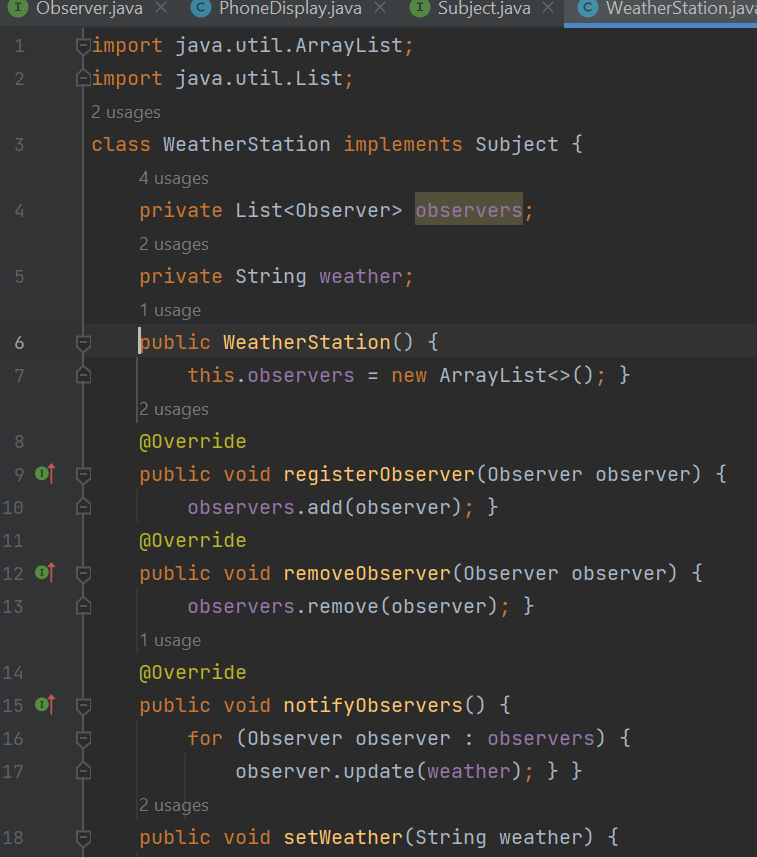 Observer.java PhoneDisplay.java Subject.java WeatherStation.java
1 import java.util.ArrayList;
2 import java.util.List;
2 usages
3 class WeatherStation implements Subject {
4 usages
4 private List<Observer> observers;
2 usages
5 private String weather;
1 usage
6 public WeatherStation() {
7 this.observers = new ArrayList<>(); }
2 usages
8 @Override
9 public void registerObserver(Observer observer) {
10 observers.add(observer); }
11 @Override
12 public void removeObserver(Observer observer) {
13 observers.remove(observer); }
1 usage
14 @Override
15 public void notifyObservers() {
16 for (Observer observer : observers) {
17 observer.update(weather); } }
2 usages
18 public void setWeather(String weather) {